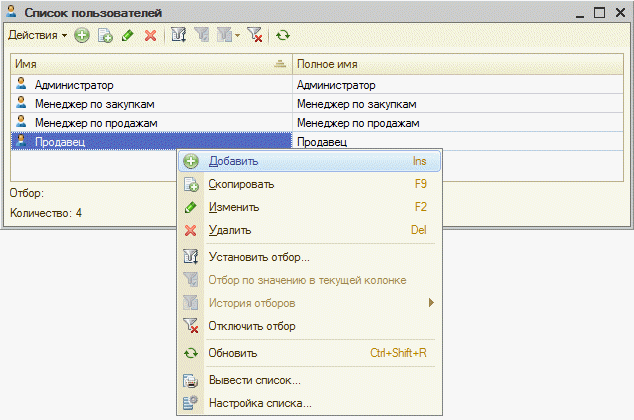 Список пользователей
Действия
Имя Полное имя
Администратор Администратор
Менеджер по закупкам Менеджер по закупкам
Менеджер по продажам Менеджер по продажам
Продавец Продавец
Добавить Ins
Скопировать F9
Отбор:
Изменить F2
Количество: 4
Удалить Del
Установить отбор...
Отбор по значению в текущей колонке
История отборов
Отключить отбор
Обновить Ctrl+Shift+R
Вывести список...
Настройка списка...